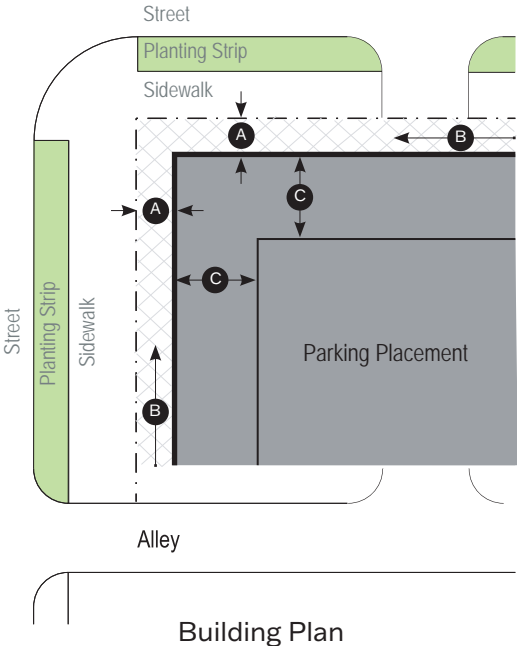 Street
Planting Strip
Sidewalk
A
B
C
A
C
Street
Planting Strip
Sidewalk
Parking Placement
B
Alley
Building Plan